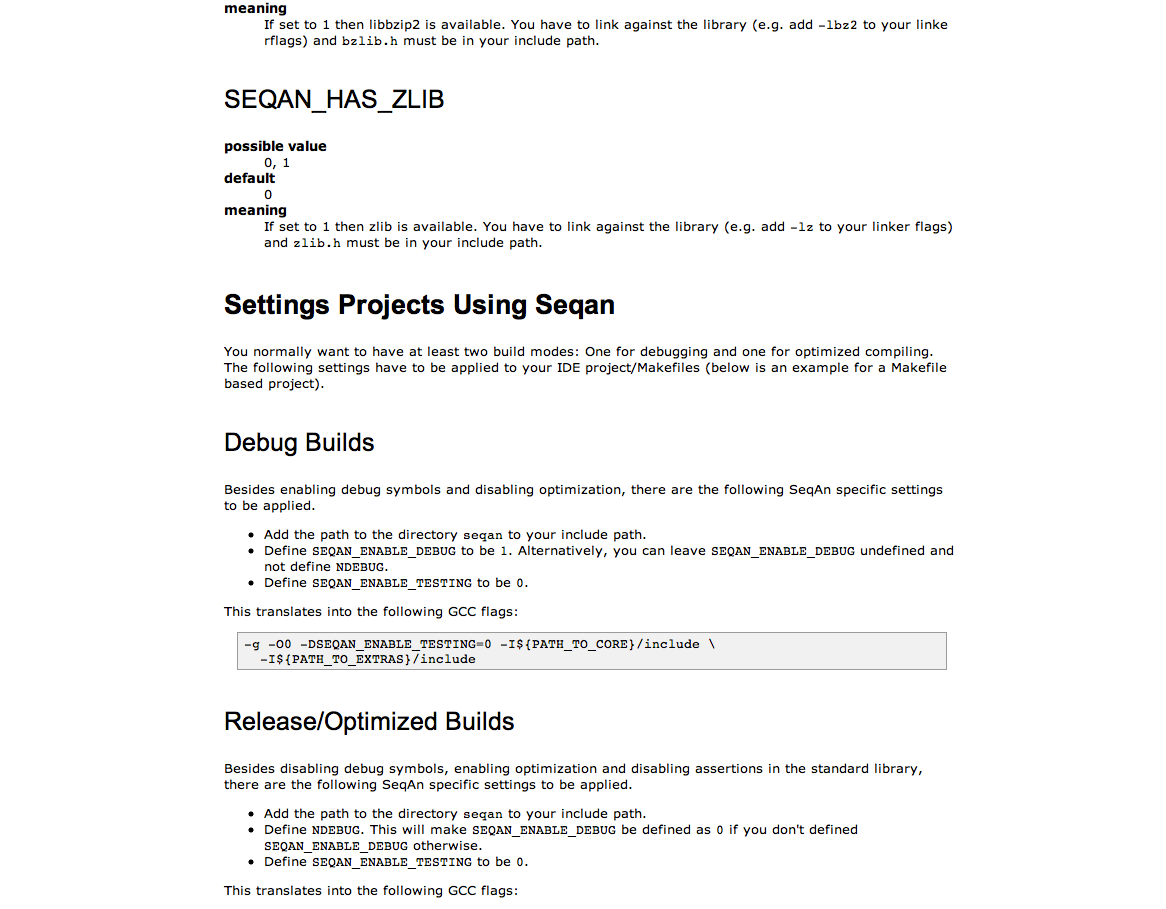 meaning
If set to 1 then libbzip2 is available. You have to link against the library (e.g. add -lbz2 to your linke
rflags) and bzlib.h must be in your include path.
SEQAN_HAS_ZLIB
possible value
0, 1
default
0
meaning
If set to 1 then zlib is available. You have to link against the library (e.g. add -lz to your linker flags)
and zlib.h must be in your include path.
Settings Projects Using Seqan
You normally want to have at least two build modes: One for debugging and one for optimized compiling.
The following settings have to be applied to your IDE project/Makefiles (below is an example for a Makefile
based project).
Debug Builds
Besides enabling debug symbols and disabling optimization, there are the following SeqAn specific settings
to be applied.
• Add the path to the directory seqan to your include path.
• Define SEQAN_ENABLE_DEBUG to be 1. Alternatively, you can leave SEQAN_ENABLE_DEBUG undefined and
not define NDEBUG.
• Define SEQAN_ENABLE_TESTING to be 0.
This translates into the following GCC flags:
-g -O0 -DSEQAN_ENABLE_TESTING=0 -I${PATH_TO_CORE}/include \
-I${PATH_TO_EXTRAS}/include
Release/Optimized Builds
Besides disabling debug symbols, enabling optimization and disabling assertions in the standard library,
there are the following SeqAn specific settings to be applied.
• Add the path to the directory seqan to your include path.
• Define NDEBUG. This will make SEQAN_ENABLE_DEBUG be defined as 0 if you don't defined
SEQAN_ENABLE_DEBUG otherwise.
• Define SEQAN_ENABLE_TESTING to be 0.
This translates into the following GCC flags: